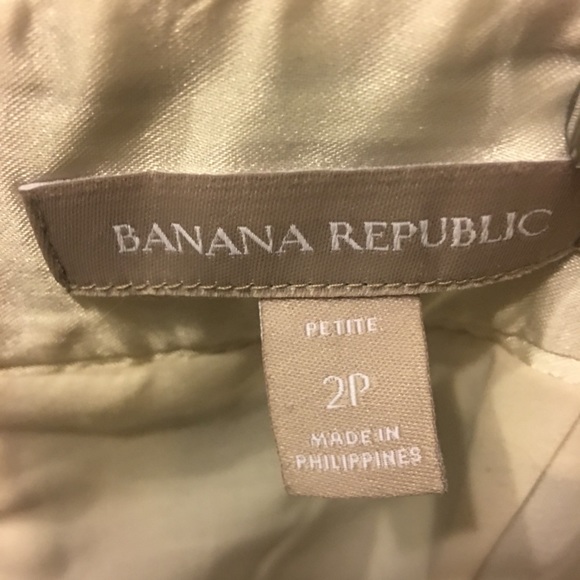 BANANA REPUBLIC
PETITE
2P
MADE IN
PHILIPPINES